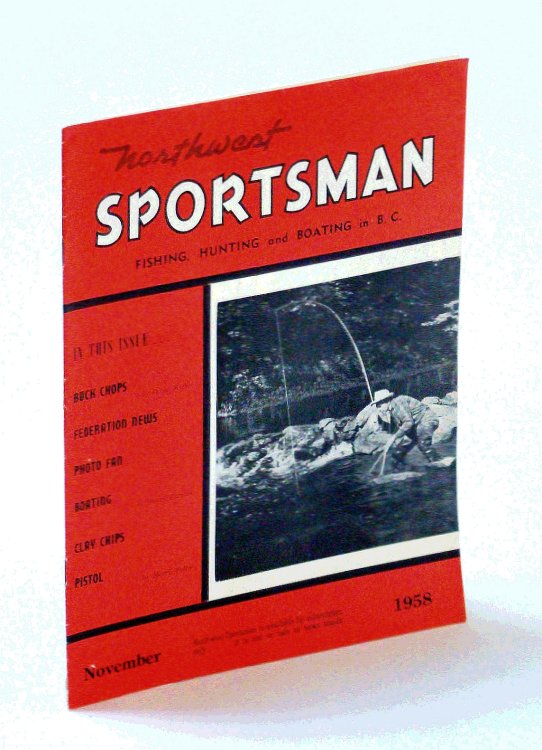 northwest
SPORTSMAN
FISHING, HUNTING and BOATING in B.C.
IN THIS ISSUE . . .
BUCK CHOPS
FEDERATION NEWS
PHOTO FAN
BOATING
CLAY CHIPS
PISTOL
November
1958